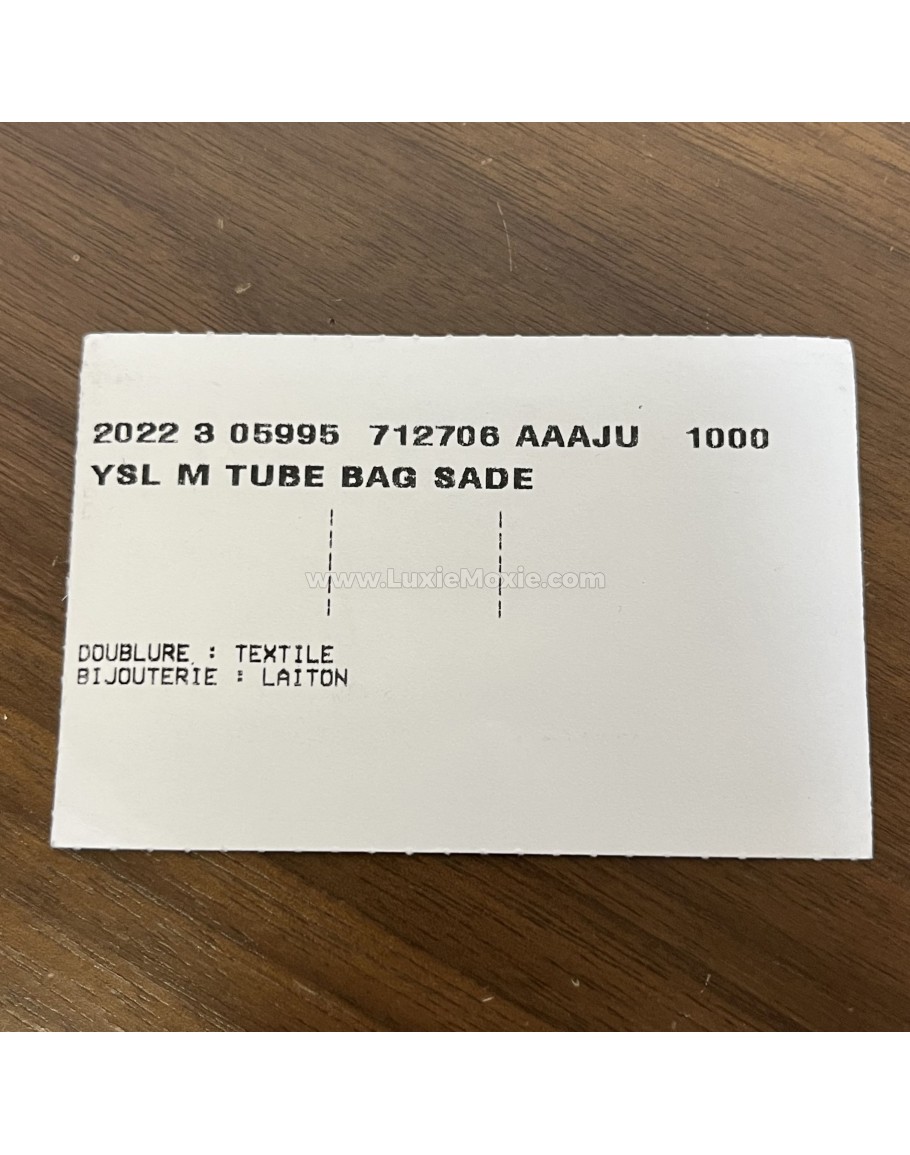 2022 3 05995 712706 AAAJU 1000
YSL M TUBE BAG SADE
www.LuxieMoxie.com
DOUBLURE : TEXTILE
BIJOUTERIE : LAITON